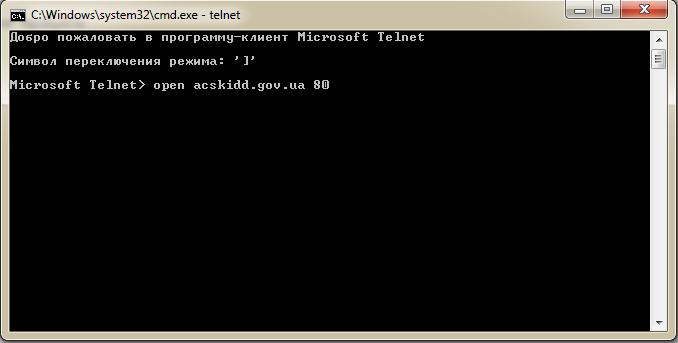 C:\Windows\system32\cmd.exe - telnet
Добро пожаловать в программу-клиент Microsoft Telnet
Символ переключения режима: ']'
Microsoft Telnet> open acskidd.gov.ua 80